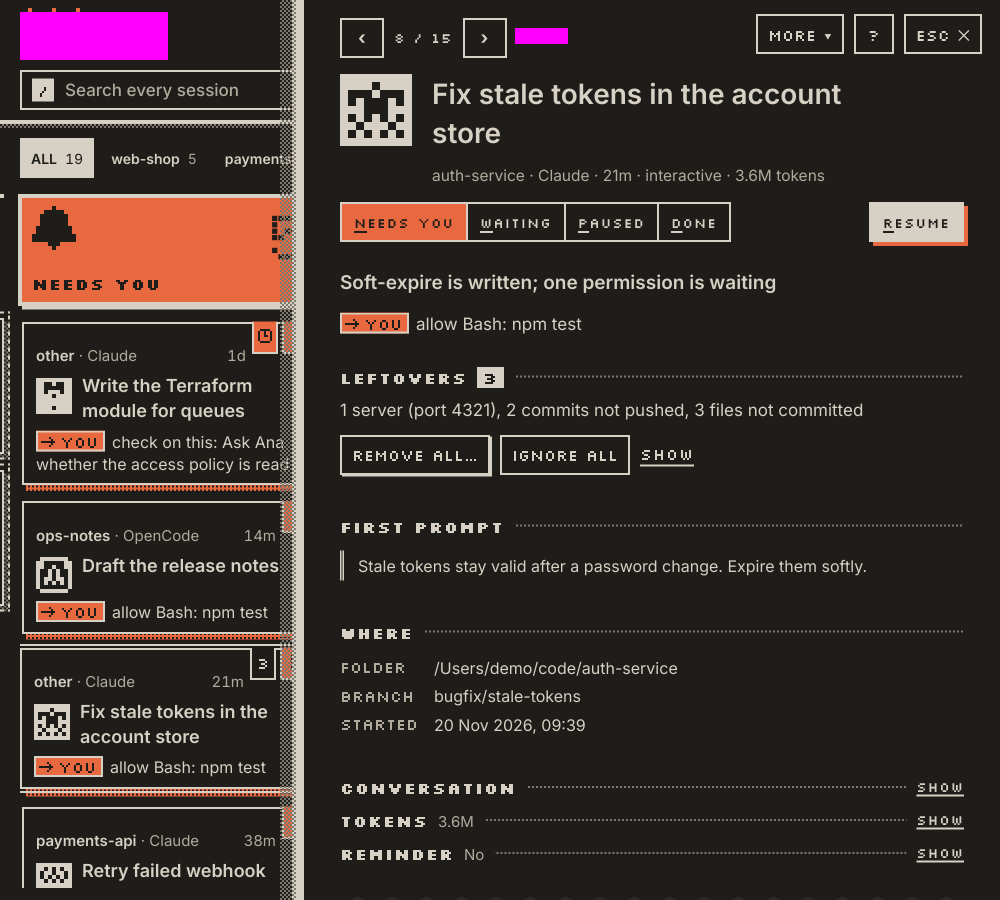 / Search every session
ALL 19 web-shop 5 payments
NEEDS YOU
other · Claude 1d
Write the Terraform
module for queues
→ YOU check on this: Ask Ana
whether the access policy is read
ops-notes · OpenCode 14m
Draft the release notes
→ YOU allow Bash: npm test
3
other · Claude 21m
Fix stale tokens in the
account store
→ YOU allow Bash: npm test
payments-api · Claude 38m
Retry failed webhook
‹ 8 / 15 › MORE ▾ ? ESC ✕
Fix stale tokens in the account
store
auth-service · Claude · 21m · interactive · 3.6M tokens
NEEDS YOU WAITING PAUSED DONE RESUME
Soft-expire is written; one permission is waiting
→ YOU allow Bash: npm test
LEFTOVERS 3
1 server (port 4321), 2 commits not pushed, 3 files not committed
REMOVE ALL… IGNORE ALL SHOW
FIRST PROMPT
Stale tokens stay valid after a password change. Expire them softly.
WHERE
FOLDER /Users/demo/code/auth-service
BRANCH bugfix/stale-tokens
STARTED 20 Nov 2026, 09:39
CONVERSATION SHOW
TOKENS 3.6M SHOW
REMINDER No SHOW